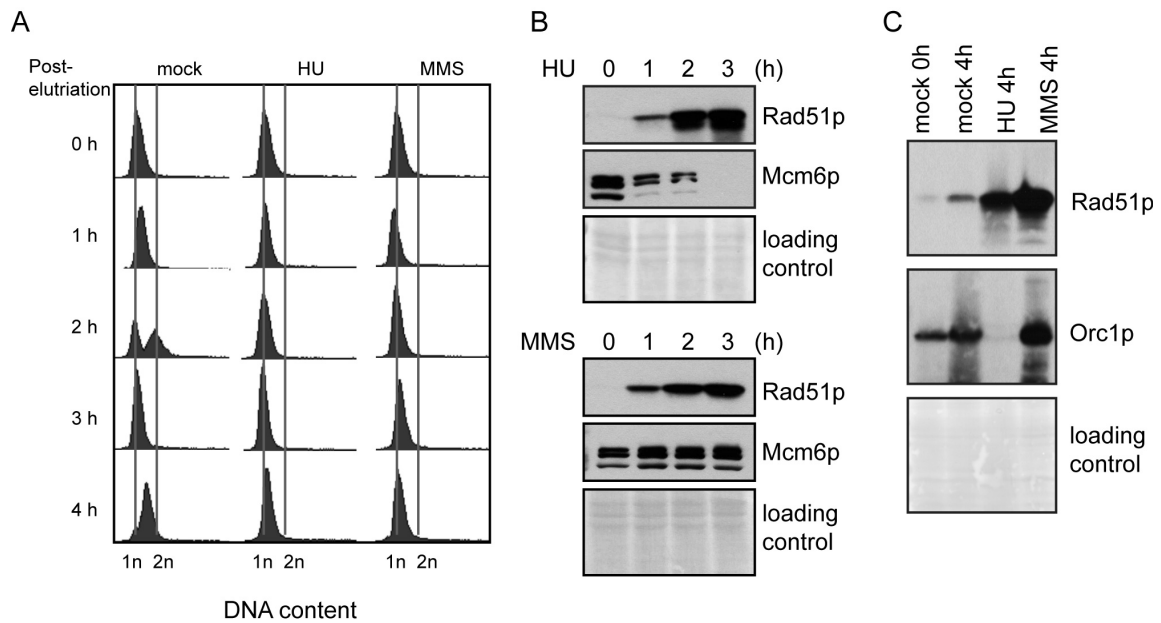 A
Post-
elutriation
mock
HU
MMS
0 h
1 h
2 h
3 h
4 h
1n 2n
1n 2n
1n 2n
DNA content
B
HU 0 1 2 3 (h)
Rad51p
Mcm6p
loading
control
MMS 0 1 2 3 (h)
Rad51p
Mcm6p
loading
control
C
mock 0h
mock 4h
HU 4h
MMS 4h
Rad51p
Orc1p
loading
control